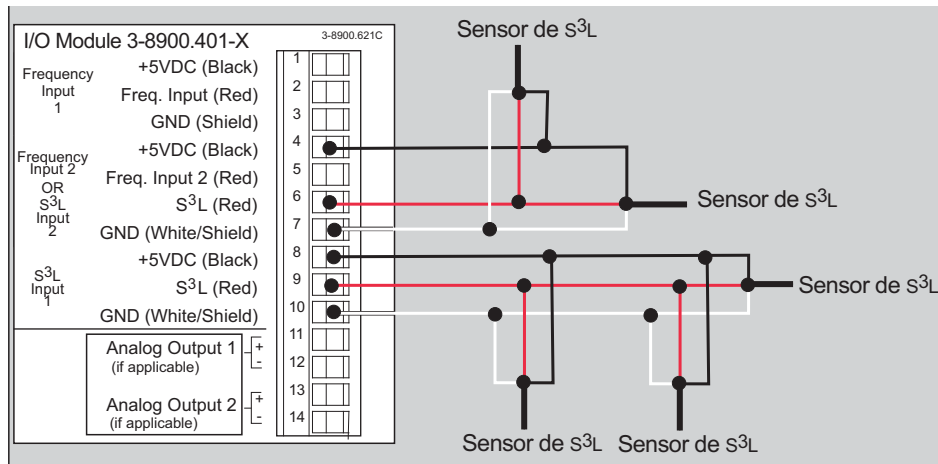 Sensor de S³L
I/O Module 3-8900.401-X
3-8900.621C
Frequency
Input
1
+5VDC (Black)
1
Freq. Input (Red)
2
GND (Shield)
3
Frequency
Input 2
OR
S³L
Input
2
+5VDC (Black)
4
Freq. Input 2 (Red)
5
S³L (Red)
6
GND (White/Shield)
7
Sensor de S³L
S³L
Input
1
+5VDC (Black)
8
S³L (Red)
9
GND (White/Shield)
10
Sensor de S³L
Analog Output 1
(if applicable)
+
-
11
12
Analog Output 2
(if applicable)
+
-
13
14
Sensor de S³L
Sensor de S³L